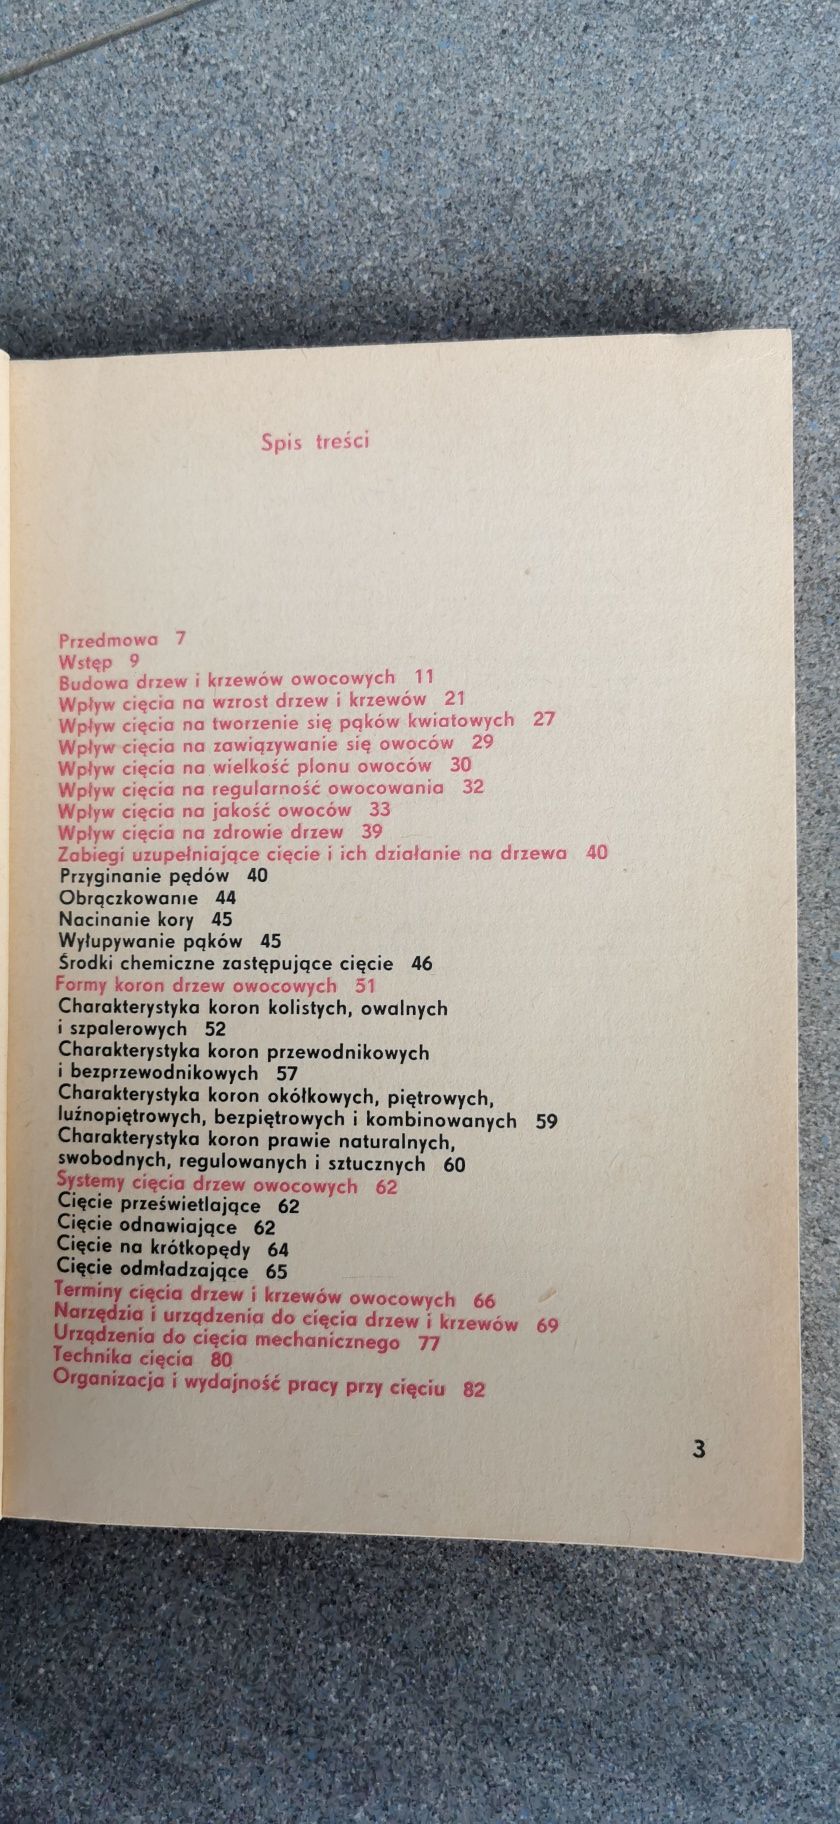 Spis treści
Przedmowa 7
Wstęp 9
Budowa drzew i krzewów owocowych 11
Wpływ cięcia na wzrost drzew i krzewów 21
Wpływ cięcia na tworzenie się pąków kwiatowych 27
Wpływ cięcia na zawiązywanie się owoców 29
Wpływ cięcia na wielkość plonu owoców 30
Wpływ cięcia na regularność owocowania 32
Wpływ cięcia na jakość owoców 33
Wpływ cięcia na zdrowie drzew 39
Zabiegi uzupełniające cięcie i ich działanie na drzewa 40
Przyginanie pędów 40
Obrączkowanie 44
Nacinanie kory 45
Wyłupywanie pąków 45
Środki chemiczne zastępujące cięcie 46
Formy koron drzew owocowych 51
Charakterystyka koron kolistych, owalnych
i szpalerowych 52
Charakterystyka koron przewodnikowych
i bezprzewodnikowych 57
Charakterystyka koron okółkowych, piętrowych,
luźnopiętrowych, bezpiętrowych i kombinowanych 59
Charakterystyka koron prawie naturalnych,
swobodnych, regulowanych i sztucznych 60
Systemy cięcia drzew owocowych 62
Cięcie prześwietlające 62
Cięcie odnawiające 62
Cięcie na krótkopędy 64
Cięcie odmładzające 65
Terminy cięcia drzew i krzewów owocowych 66
Narzędzia i urządzenia do cięcia drzew i krzewów 69
Urządzenia do cięcia mechanicznego 77
Technika cięcia 80
Organizacja i wydajność pracy przy cięciu 82
3